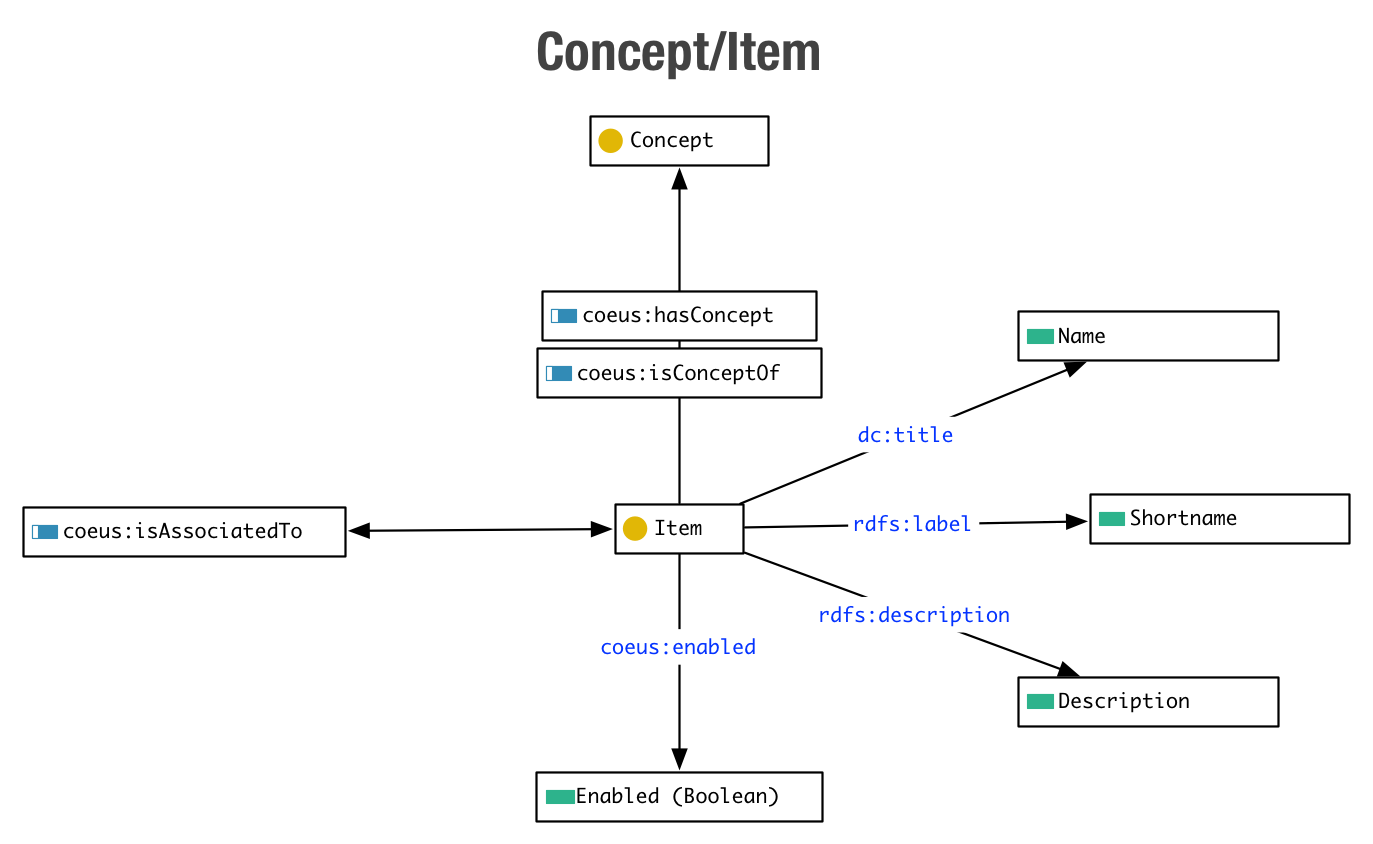 Concept/Item
Concept
coeus:hasConcept
coeus:isConceptOf
Name
dc:title
coeus:isAssociatedTo
Item
rdfs:label
Shortname
rdfs:description
coeus:enabled
Description
Enabled (Boolean)